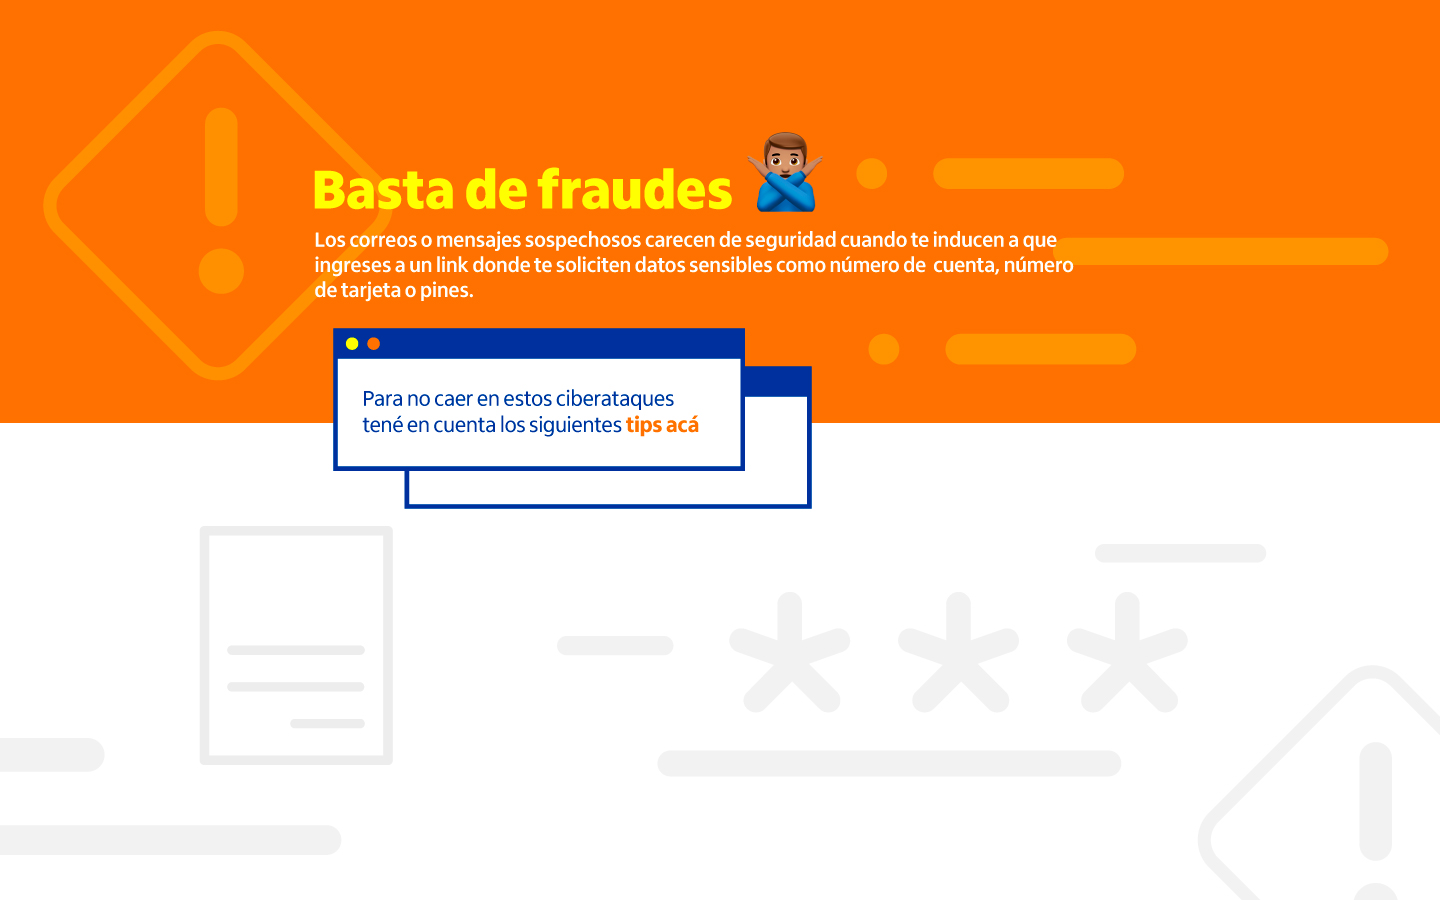 Basta de fraudes
Los correos o mensajes sospechosos carecen de seguridad cuando te inducen a que
ingreses a un link donde te soliciten datos sensibles como número de cuenta, número
de tarjeta o pines.
Para no caer en estos ciberataques
tené en cuenta los siguientes tips acá